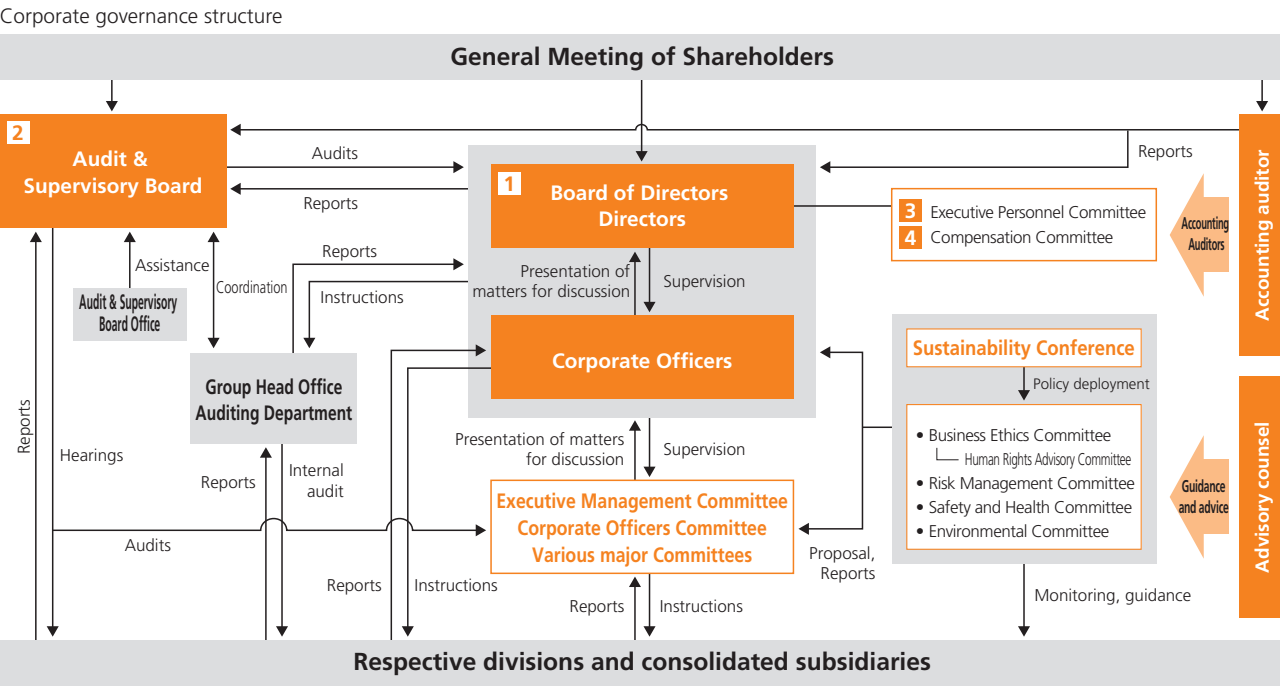 Corporate governance structure
General Meeting of Shareholders
2
Audit &
Supervisory Board
Audits
Reports
1
Board of Directors
Directors
Reports
3 Executive Personnel Committee
4 Compensation Committee
Accounting
Auditors
Accounting auditor
Assistance
Coordination
Audit & Supervisory
Board Office
Reports
Instructions
Presentation of
matters for discussion
Supervision
Group Head Office
Auditing Department
Corporate Officers
Sustainability Conference
Policy deployment
• Business Ethics Committee
Human Rights Advisory Committee
• Risk Management Committee
• Safety and Health Committee
• Environmental Committee
Guidance
and advice
Advisory counsel
Reports
Hearings
Reports
Internal
audit
Presentation of matters
for discussion
Supervision
Executive Management Committee
Corporate Officers Committee
Various major Committees
Audits
Reports
Instructions
Proposal,
Reports
Reports
Instructions
Monitoring, guidance
Respective divisions and consolidated subsidiaries